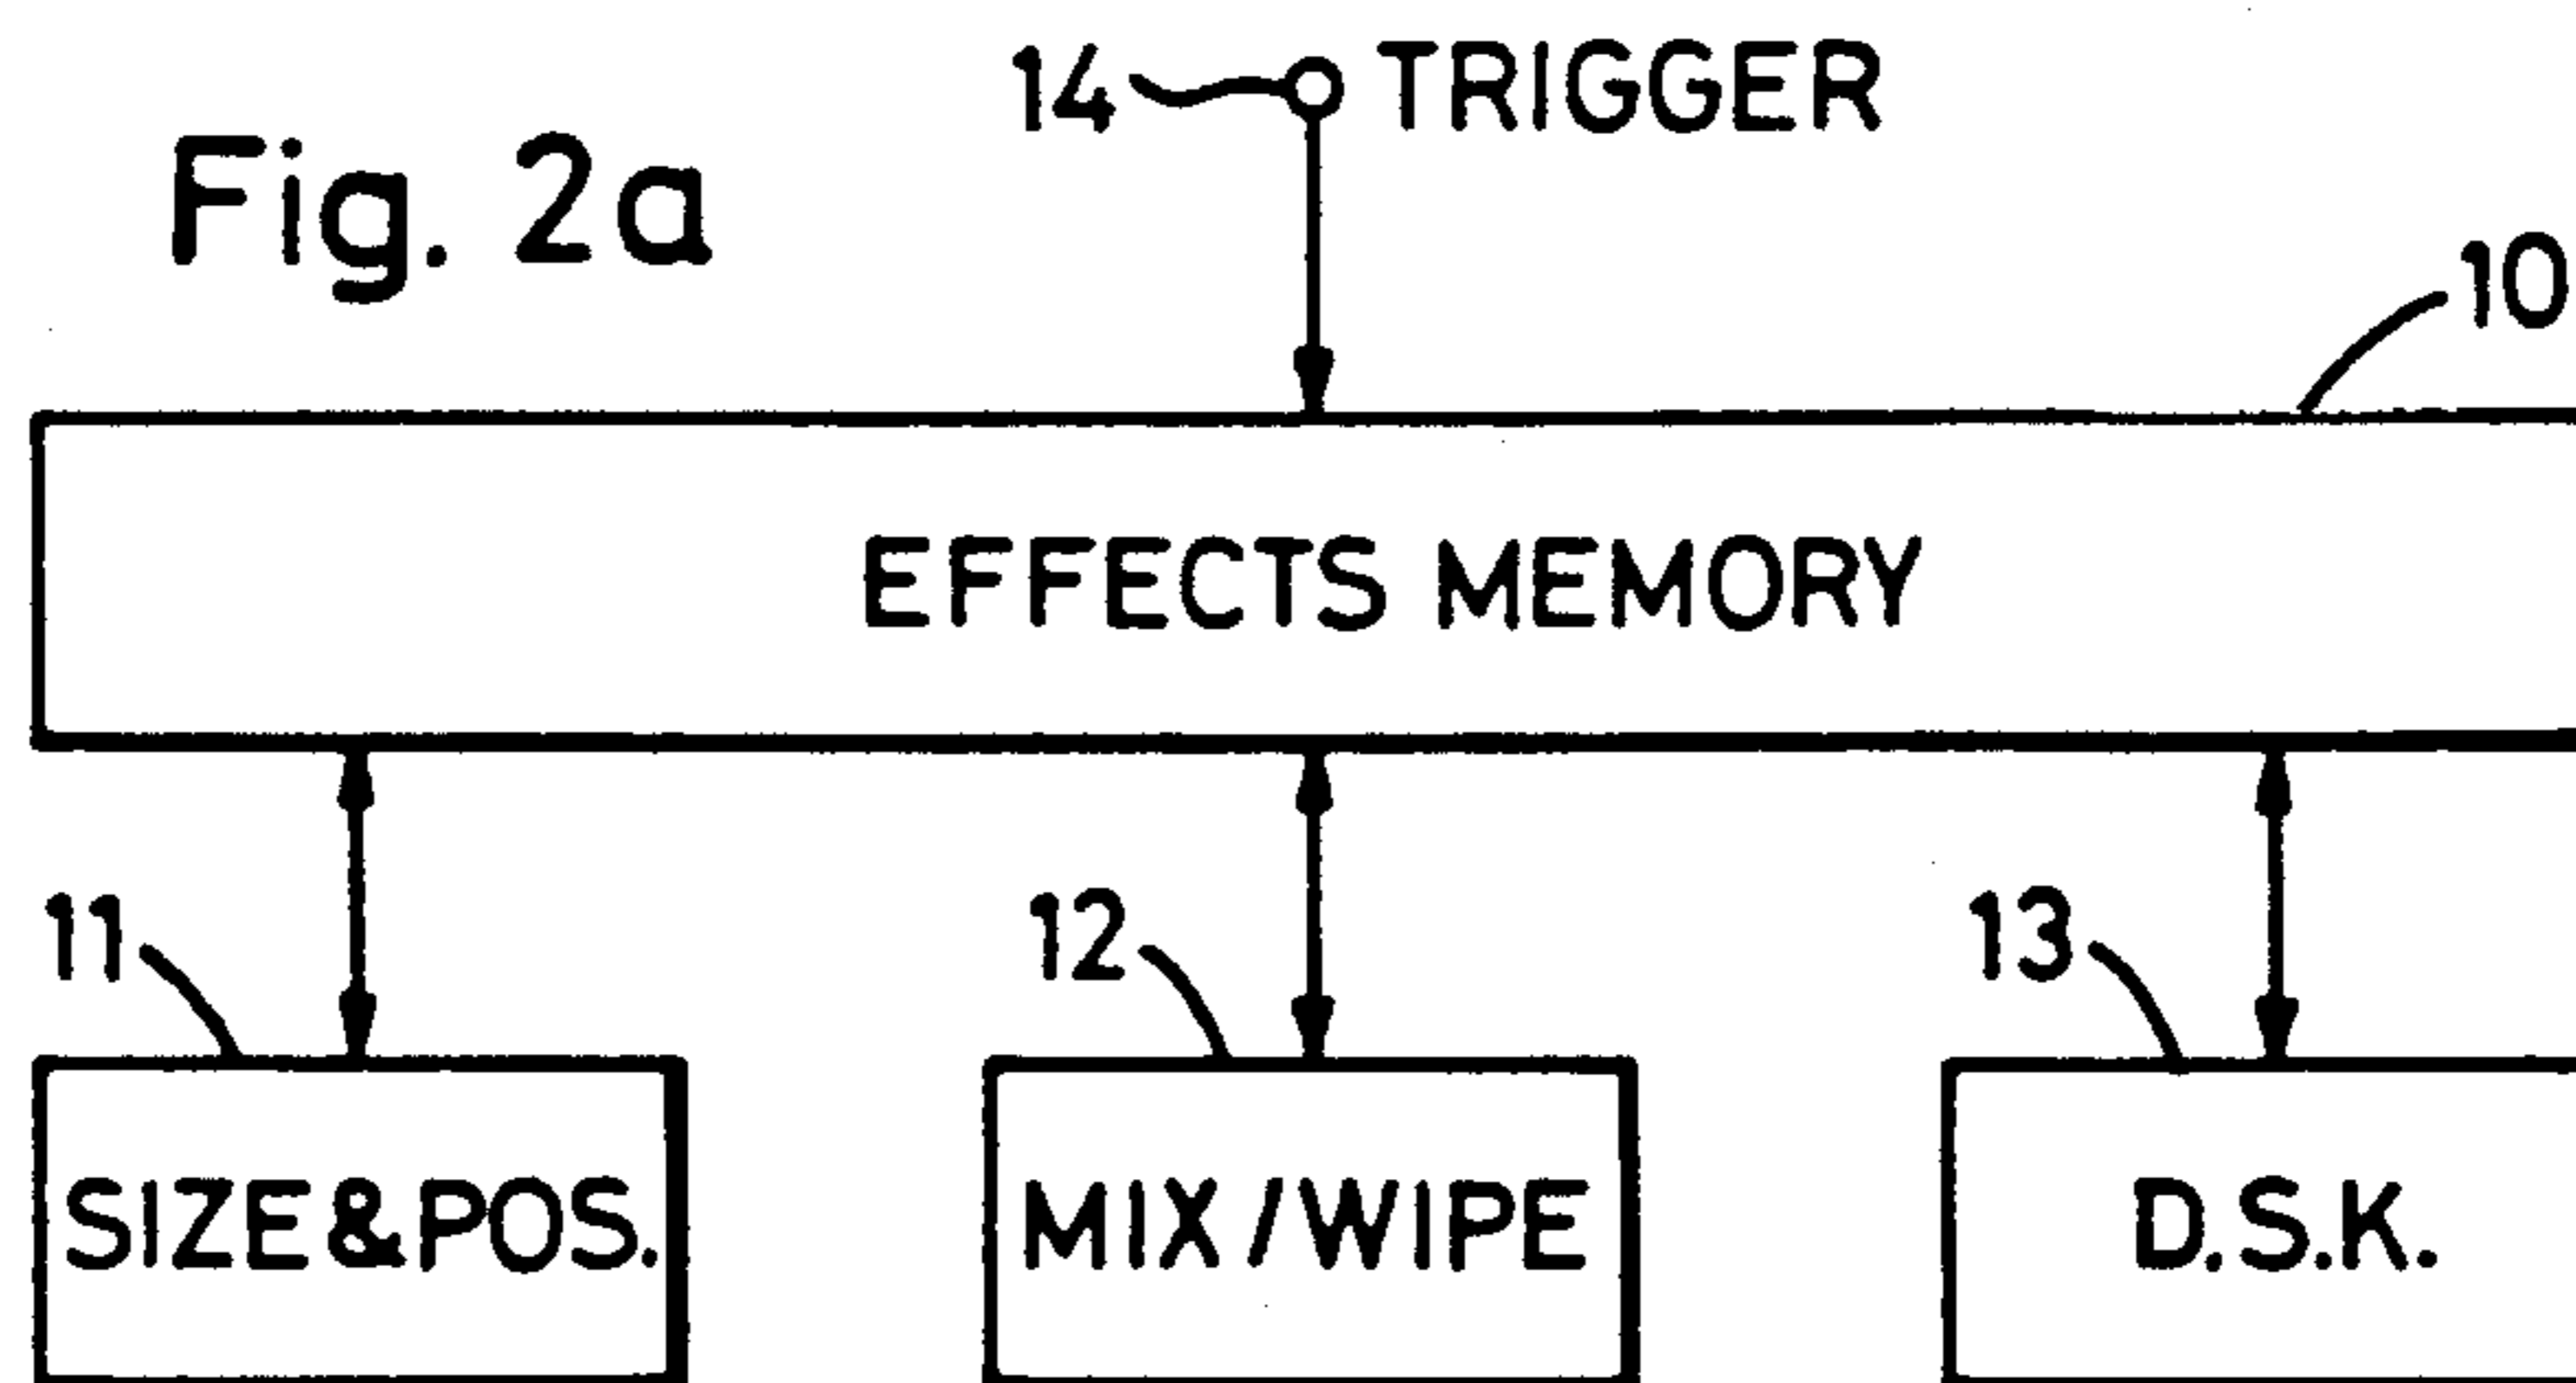 14 TRIGGER
Fig. 2a
10
EFFECTS MEMORY
11 12 13
SIZE & POS. MIX/WIPE D.S.K.